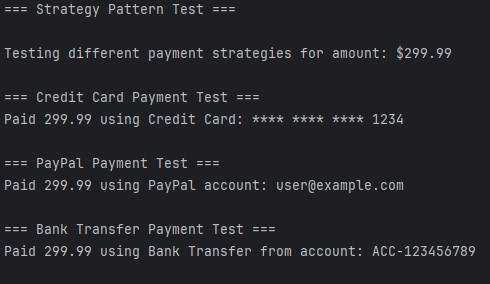 === Strategy Pattern Test ===
Testing different payment strategies for amount: $299.99
=== Credit Card Payment Test ===
Paid 299.99 using Credit Card: **** **** **** 1234
=== PayPal Payment Test ===
Paid 299.99 using PayPal account: user@example.com
=== Bank Transfer Payment Test ===
Paid 299.99 using Bank Transfer from account: ACC-123456789